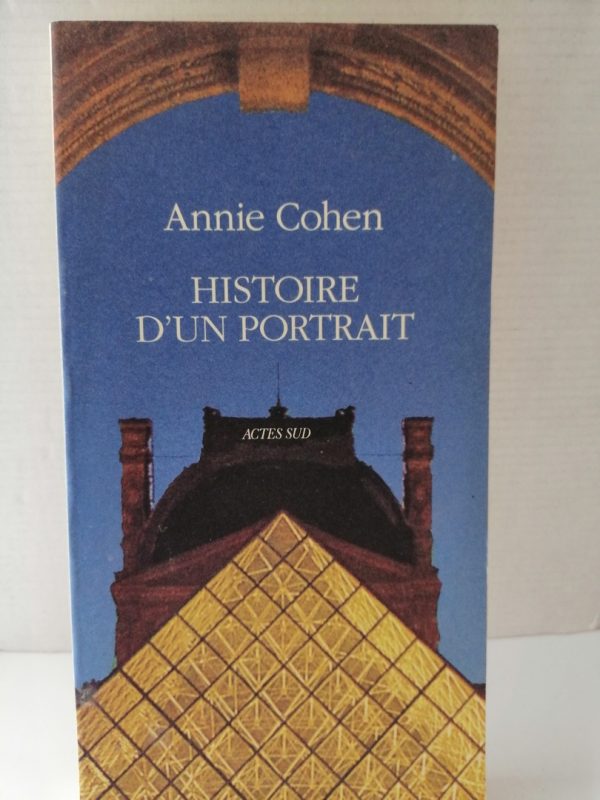 Annie Cohen
HISTOIRE
D'UN PORTRAIT
ACTES SUD